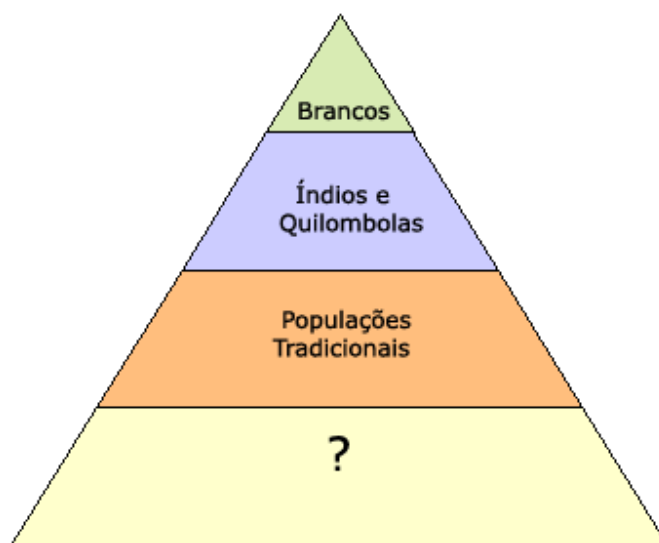 Brancos
Índios e
Quilombolas
Populações
Tradicionais
?